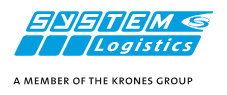 SYSTEM
Logistics
A MEMBER OF THE KRONES GROUP